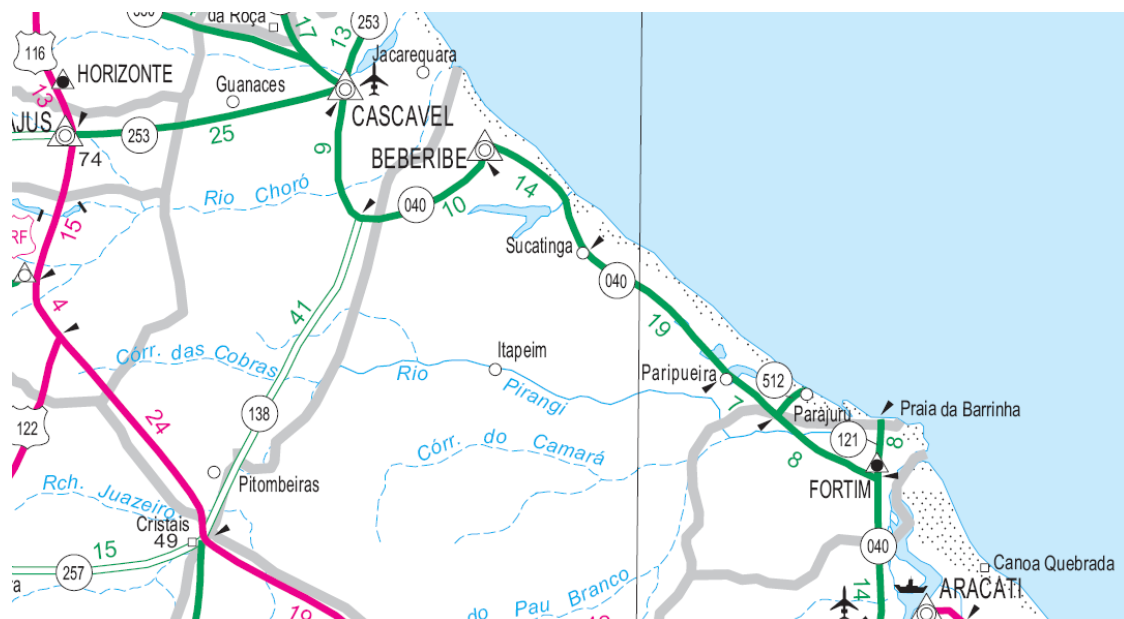 da Roça
17
13
253
116
Jacarequara
HORIZONTE
Guanaces
13
CASCAVEL
AJUS
253
25
74
9
BEBERIBE
14
Rio Choró
040
10
15
RF
Sucatinga
040
4
41
19
Córr. das Cobras
Itapeim
Rio Pirangi
Paripueira
512
7
Parajuru
Praia da Barrinha
122
24
138
121
8
8
Córr. do Camará
Rch. Juazeiro
Pitombeiras
FORTIM
Cristais
49
15
040
257
Canoa Quebrada
do Pau Branco
14
ARACATI
19